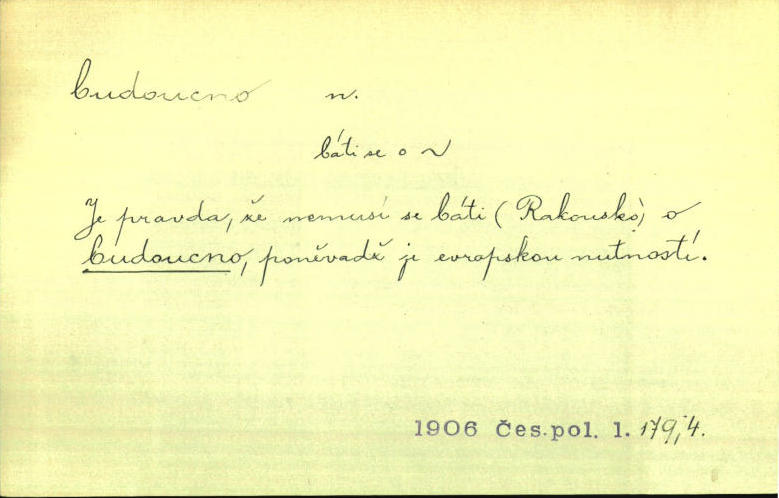 budoucno n.
báti se o ~
Je pravda, že nemusí se báti (Rakousko) o
budoucno, poněvadž je evropskou nutností.
1906 Čes.pol. 1. 179,4.